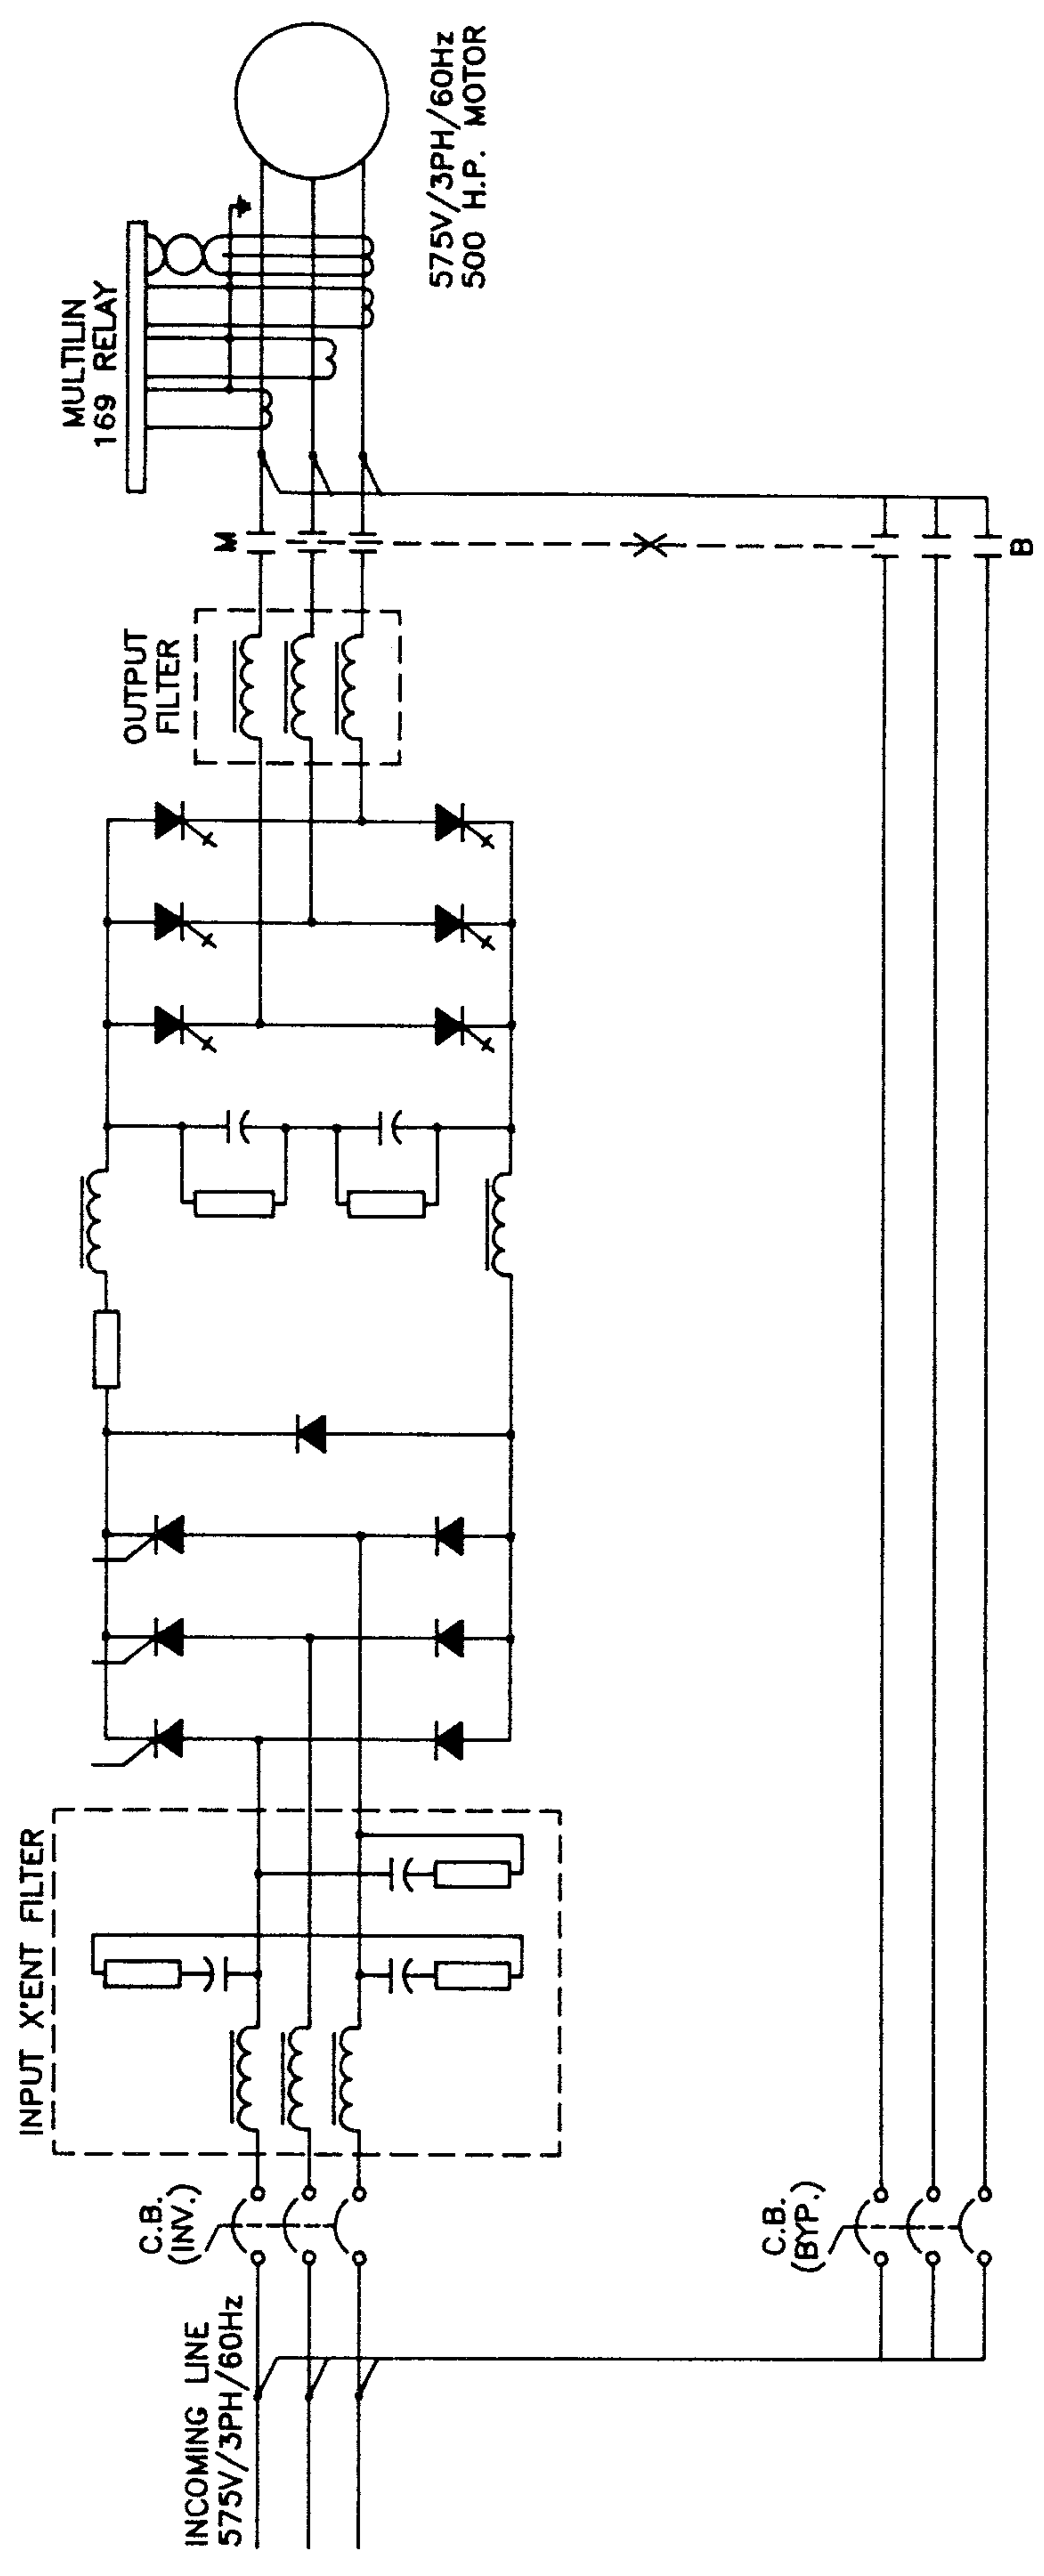 INCOMING LINE
575V/3PH/60Hz
C.B.
(INV.)
INPUT X'ENT FILTER
OUTPUT
FILTER
M
MULTILIN
169 RELAY
575V/3PH/60Hz
500 H.P. MOTOR
C.B.
(BYP.)
B